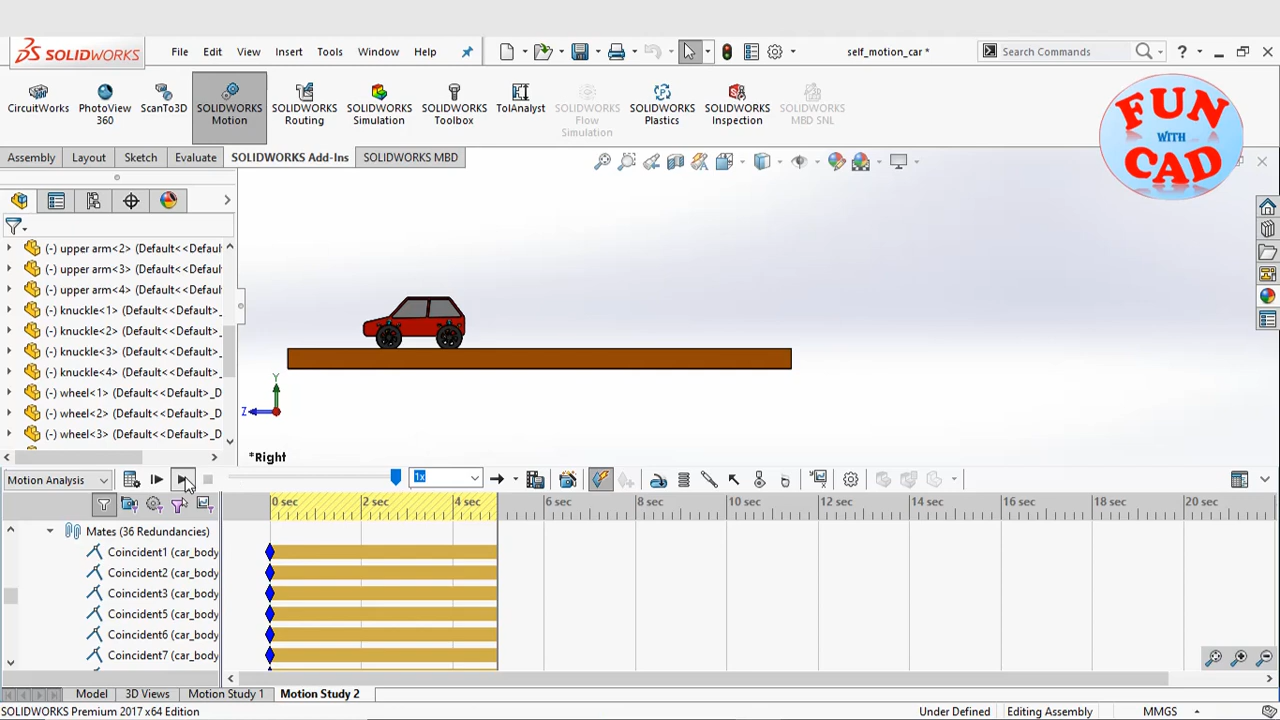 SOLIDWORKS
File Edit View Insert Tools Window Help
self_motion_car *
Search Commands
CircuitWorks
PhotoView
360
ScanTo3D
SOLIDWORKS
Motion
SOLIDWORKS
Routing
SOLIDWORKS
Simulation
SOLIDWORKS
Toolbox
TolAnalyst
SOLIDWORKS
Flow
Simulation
SOLIDWORKS
Plastics
SOLIDWORKS
Inspection
SOLIDWORKS
MBD SNL
FUN
WITH
CAD
Assembly Layout Sketch Evaluate SOLIDWORKS Add-Ins SOLIDWORKS MBD
(-) upper arm<2> (Default<<Defaul
(-) upper arm<3> (Default<<Defaul
(-) upper arm<4> (Default<<Defaul
(-) knuckle<1> (Default<<Default>_
(-) knuckle<2> (Default<<Default>_
(-) knuckle<3> (Default<<Default>_
(-) knuckle<4> (Default<<Default>_
(-) wheel<1> (Default<<Default>_D
(-) wheel<2> (Default<<Default>_D
(-) wheel<3> (Default<<Default>_D
Y
Z
*Right
Motion Analysis
1x
0 sec 2 sec 4 sec 6 sec 8 sec 10 sec 12 sec 14 sec 16 sec 18 sec 20 sec
Mates (36 Redundancies)
Coincident1 (car_body
Coincident2 (car_body
Coincident3 (car_body
Coincident5 (car_body
Coincident6 (car_body
Coincident7 (car_body
Model 3D Views Motion Study 1 Motion Study 2
SOLIDWORKS Premium 2017 x64 Edition
Under Defined Editing Assembly MMGS